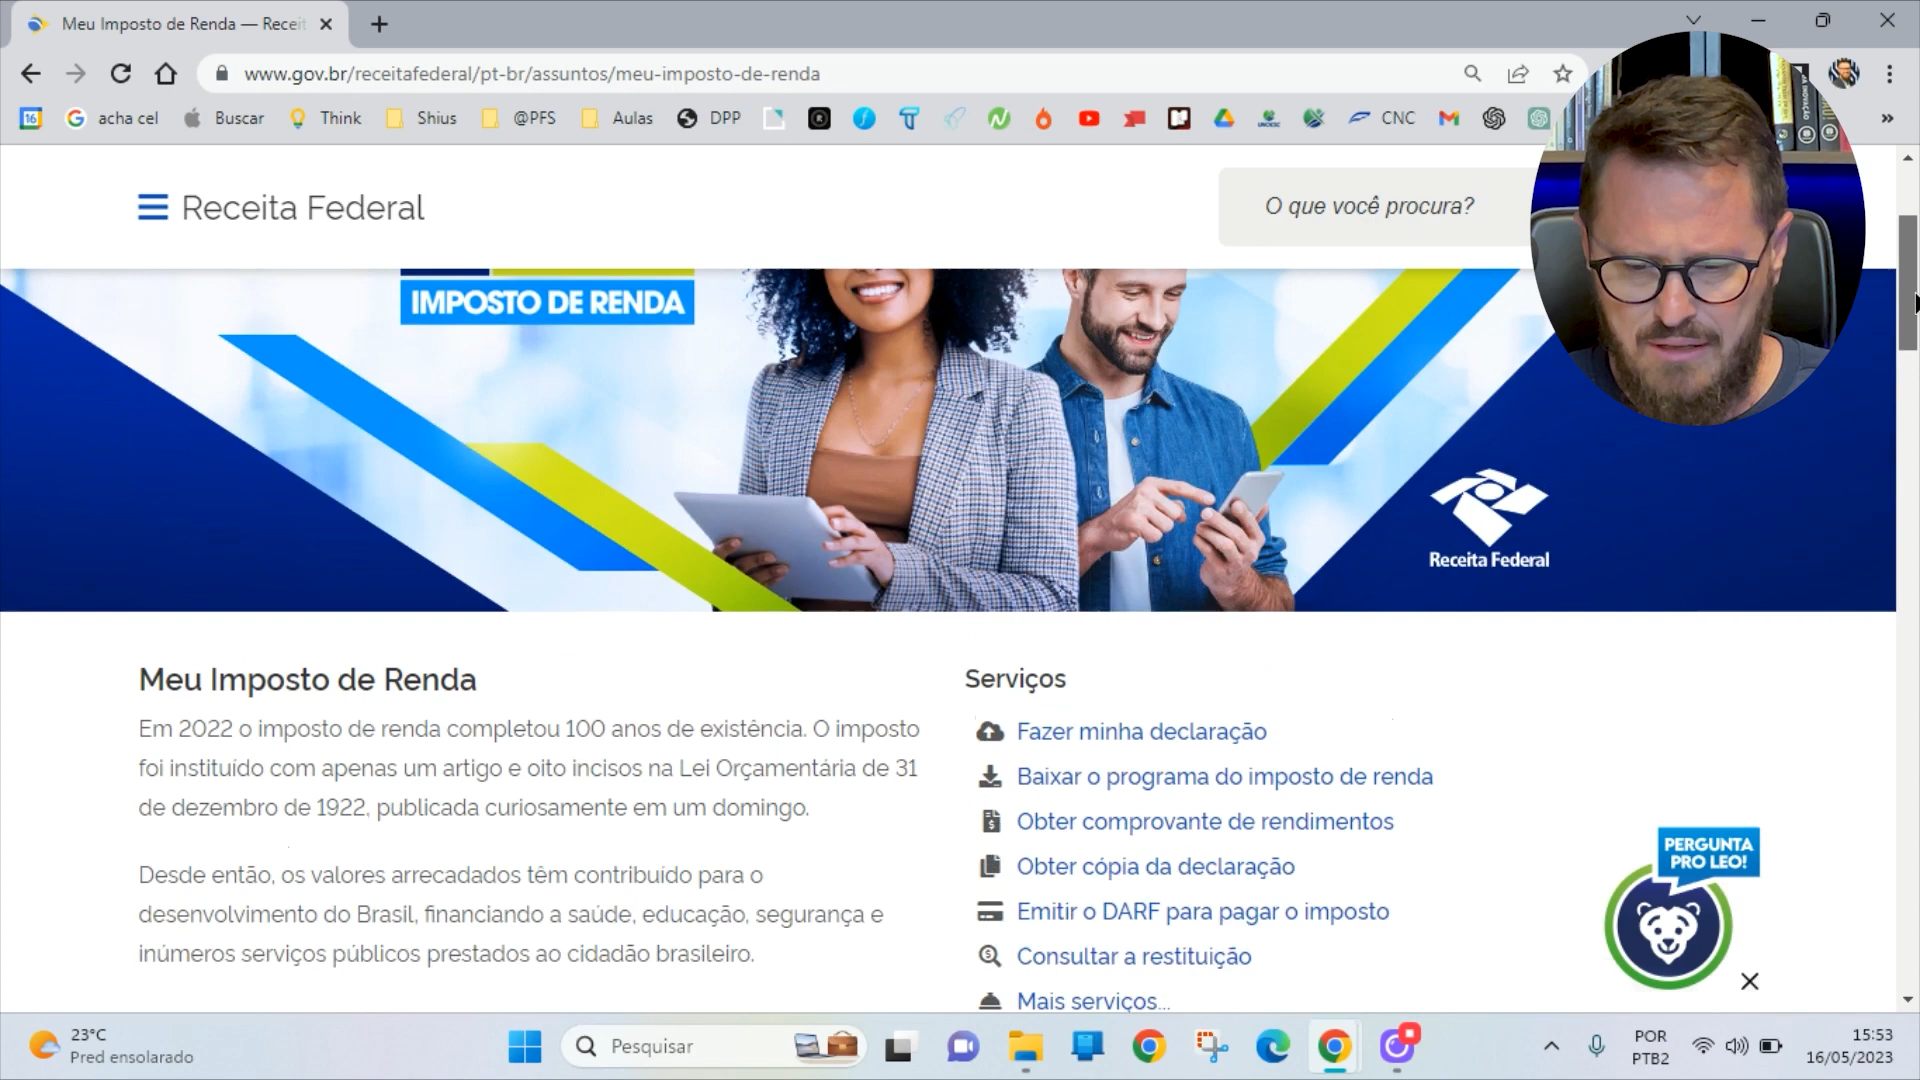 Meu Imposto de Renda — Receit
www.gov.br/receitafederal/pt-br/assuntos/meu-imposto-de-renda
16
acha cel
Buscar
Think
Shius
@PFS
Aulas
DPP
CNC
Receita Federal
O que você procura?
IMPOSTO DE RENDA
Receita Federal
Meu Imposto de Renda
Em 2022 o imposto de renda completou 100 anos de existência. O imposto
foi instituído com apenas um artigo e oito incisos na Lei Orçamentária de 31
de dezembro de 1922, publicada curiosamente em um domingo.
Desde então, os valores arrecadados têm contribuído para o
desenvolvimento do Brasil, financiando a saúde, educação, segurança e
inúmeros serviços públicos prestados ao cidadão brasileiro.
Serviços
Fazer minha declaração
Baixar o programa do imposto de renda
Obter comprovante de rendimentos
Obter cópia da declaração
Emitir o DARF para pagar o imposto
Consultar a restituição
Mais serviços...
PERGUNTA
PRO LEO!
23°C
Pred ensolarado
Pesquisar
POR
PTB2
15:53
16/05/2023